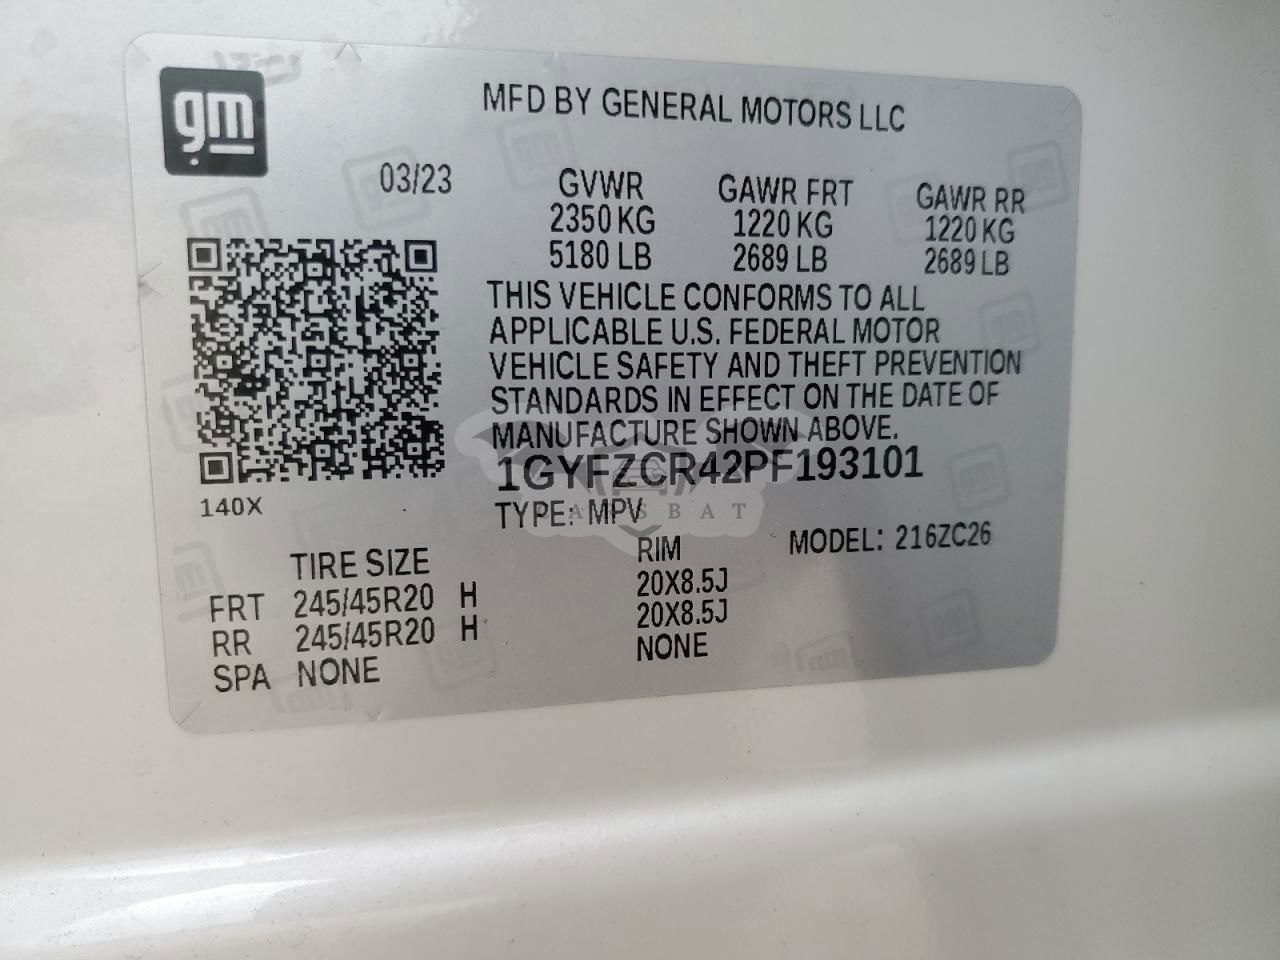 gm
MFD BY GENERAL MOTORS LLC
03/23 GVWR GAWR FRT GAWR RR
2350 KG 1220 KG 1220 KG
5180 LB 2689 LB 2689 LB
THIS VEHICLE CONFORMS TO ALL
APPLICABLE U.S. FEDERAL MOTOR
VEHICLE SAFETY AND THEFT PREVENTION
STANDARDS IN EFFECT ON THE DATE OF
MANUFACTURE SHOWN ABOVE.
1GYFZCR42PF193101
140X
TYPE: MPV MODEL: 216ZC26
TIRE SIZE RIM
FRT 245/45R20 H 20X8.5J
RR 245/45R20 H 20X8.5J
SPA NONE NONE